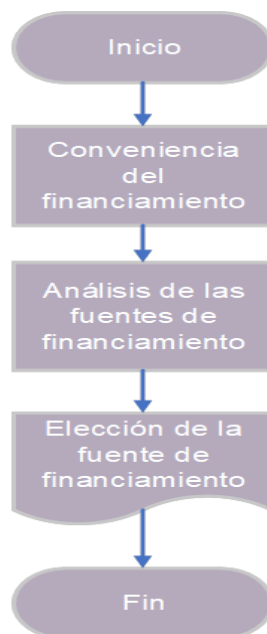 Inicio
Conveniencia
del
financiamiento
Análisis de las
fuentes de
financiamiento
Elección de la
fuente de
financiamiento
Fin